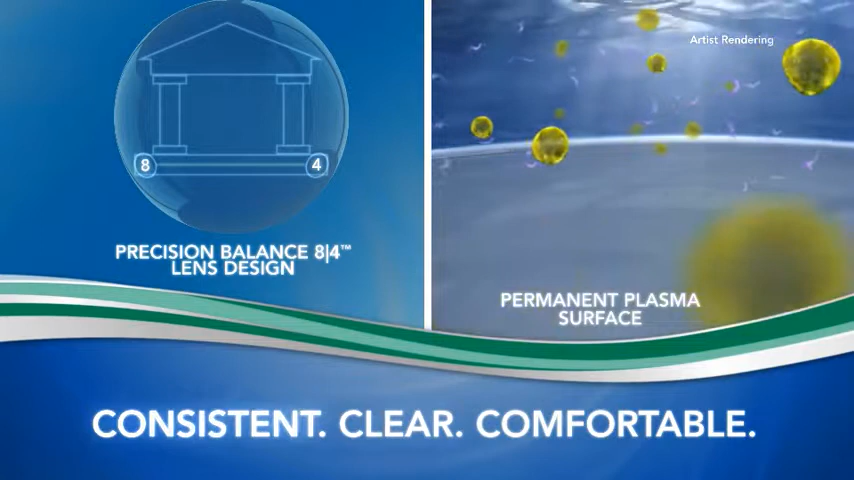 8
4
PRECISION BALANCE 8|4™
LENS DESIGN
Artist Rendering
PERMANENT PLASMA
SURFACE
CONSISTENT. CLEAR. COMFORTABLE.